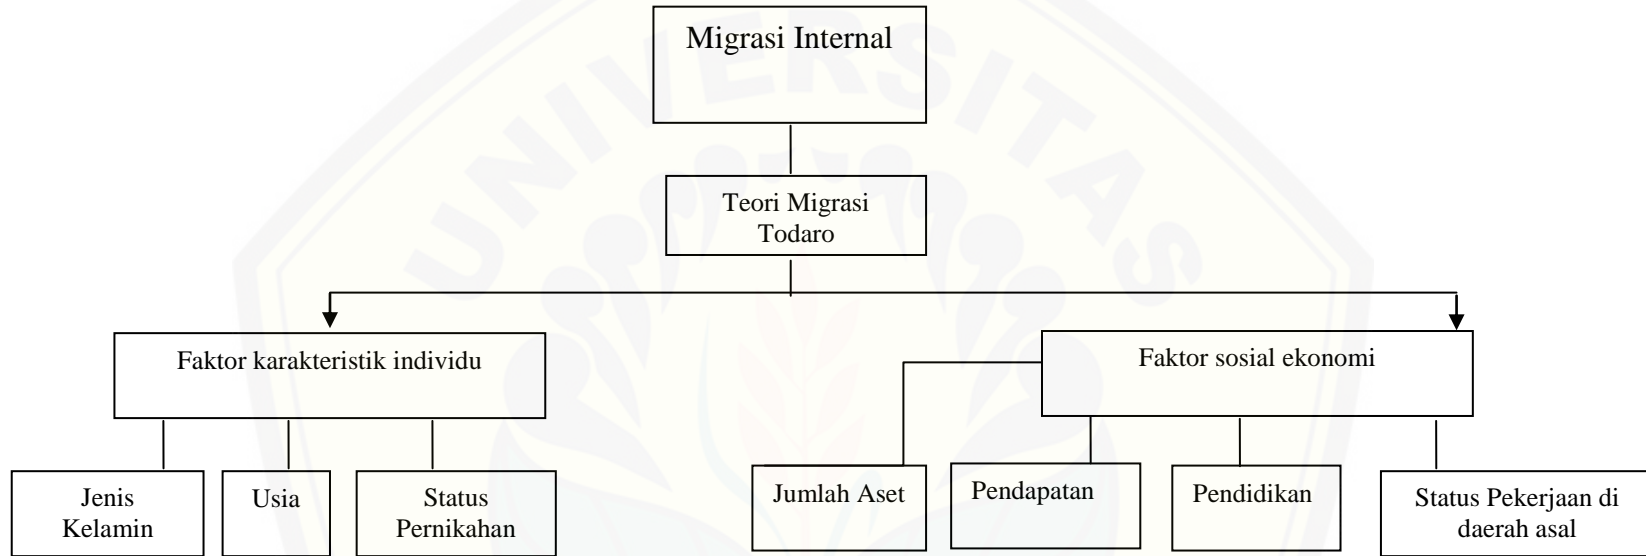 UNIVERSITAS
Migrasi Internal
Teori Migrasi
Todaro
Faktor karakteristik individu
Faktor sosial ekonomi
Jenis
Kelamin
Usia
Status
Pernikahan
Jumlah Aset
Pendapatan
Pendidikan
Status Pekerjaan di
daerah asal